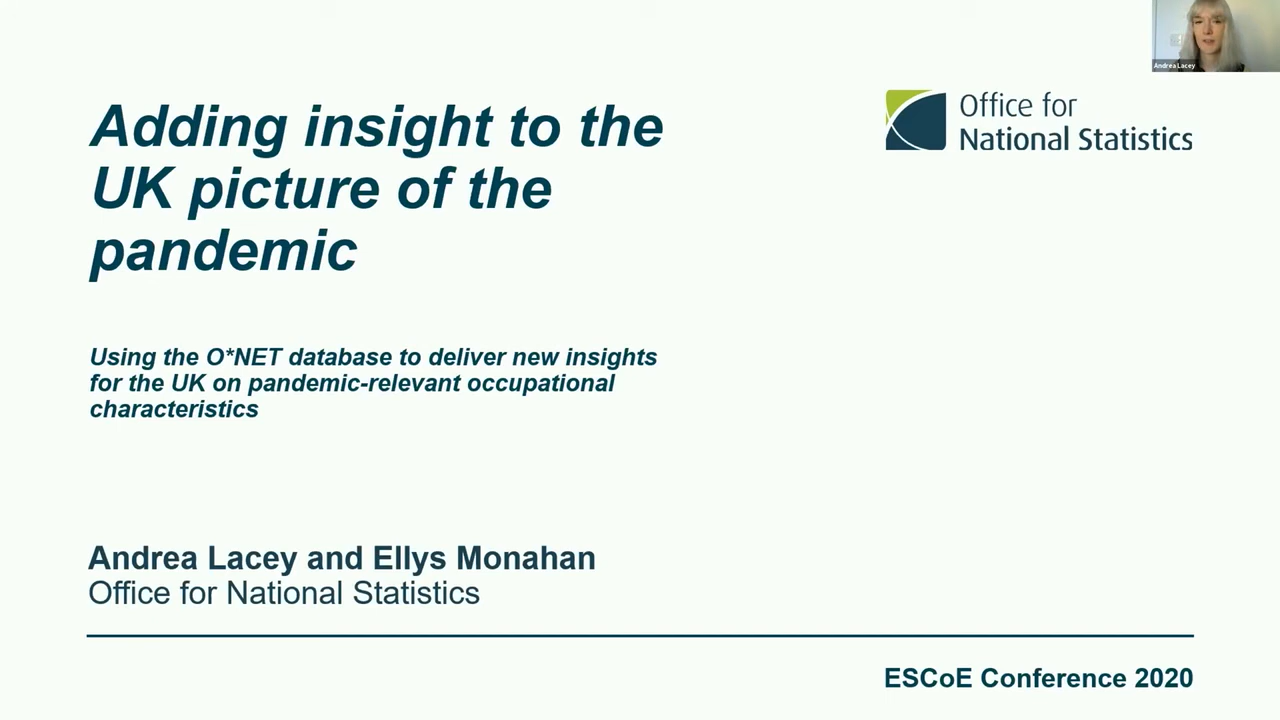 Andrea Lacey
Office for
National Statistics
Adding insight to the
UK picture of the
pandemic
Using the O*NET database to deliver new insights
for the UK on pandemic-relevant occupational
characteristics
Andrea Lacey and Ellys Monahan
Office for National Statistics
ESCoE Conference 2020